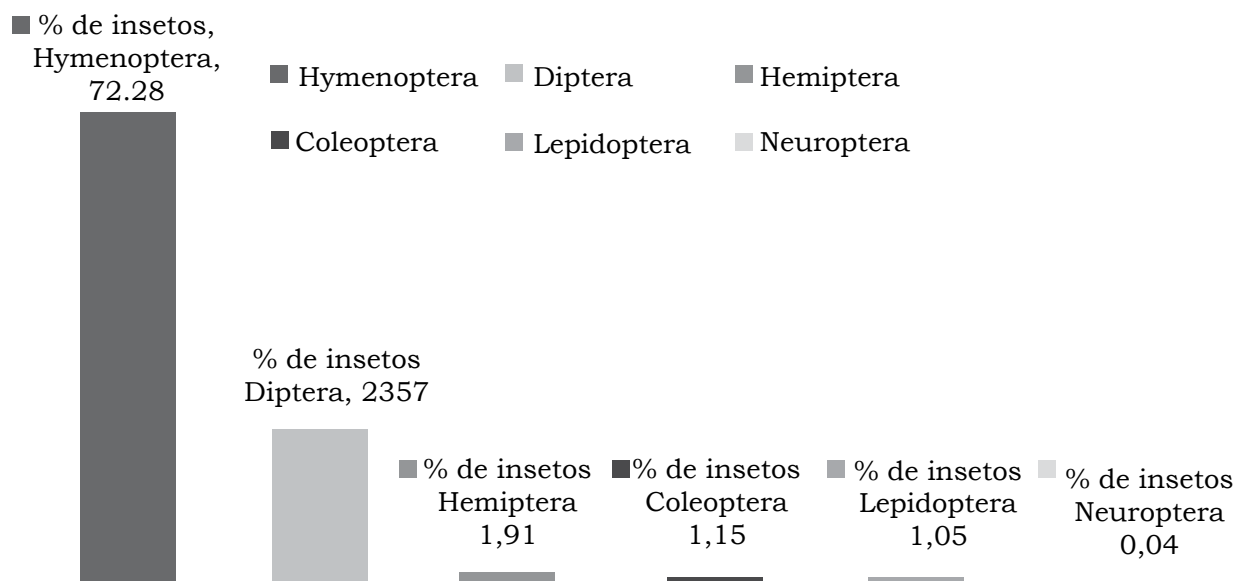 % de insetos,
Hymenoptera,
72.28
Hymenoptera Diptera Hemiptera
Coleoptera Lepidoptera Neuroptera
% de insetos
Diptera, 2357
% de insetos
Hemiptera
1,91
% de insetos
Coleoptera
1,15
% de insetos
Lepidoptera
1,05
% de insetos
Neuroptera
0,04